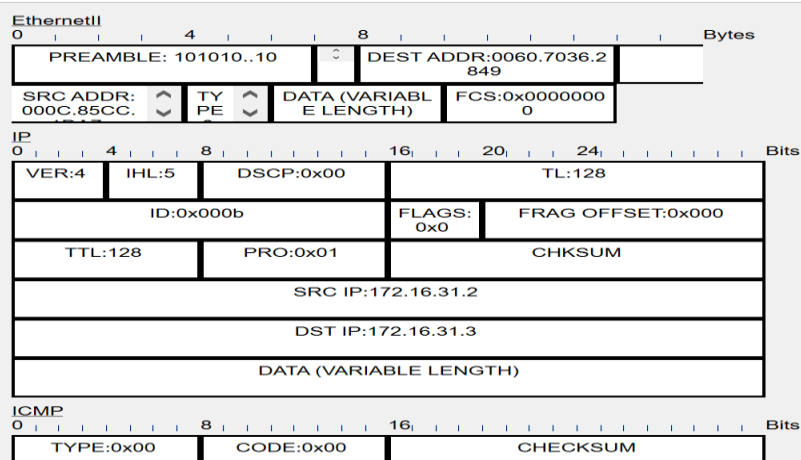 EthernetII
0 4 8 Bytes
PREAMBLE: 101010..10
DEST ADDR:0060.7036.2
849
SRC ADDR:
000C.85CC.
TY
PE
DATA (VARIABL
E LENGTH)
FCS:0x0000000
0
IP
0 4 8 16 20 24 Bits
VER:4 IHL:5 DSCP:0x00 TL:128
ID:0x000b FLAGS:
0x0
FRAG OFFSET:0x000
TTL:128 PRO:0x01 CHKSUM
SRC IP:172.16.31.2
DST IP:172.16.31.3
DATA (VARIABLE LENGTH)
ICMP
0 8 16 Bits
TYPE:0x00 CODE:0x00 CHECKSUM